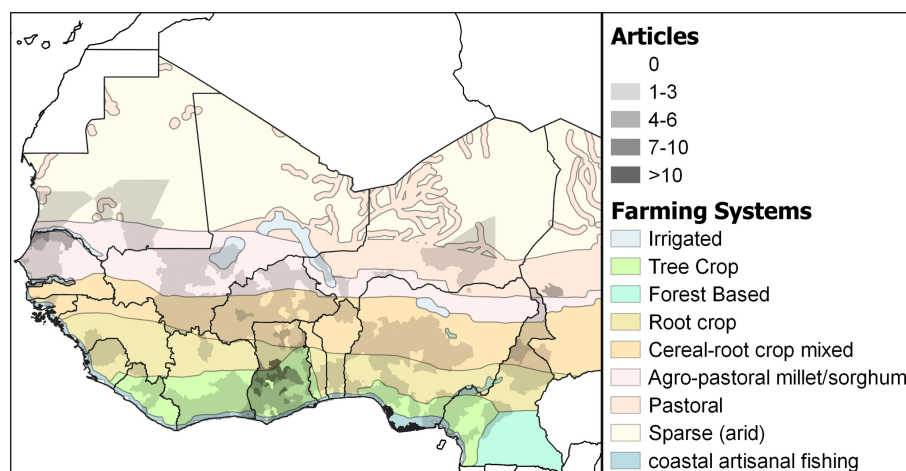 Articles
0
1-3
4-6
7-10
>10
Farming Systems
Irrigated
Tree Crop
Forest Based
Root crop
Cereal-root crop mixed
Agro-pastoral millet/sorghum
Pastoral
Sparse (arid)
coastal artisanal fishing